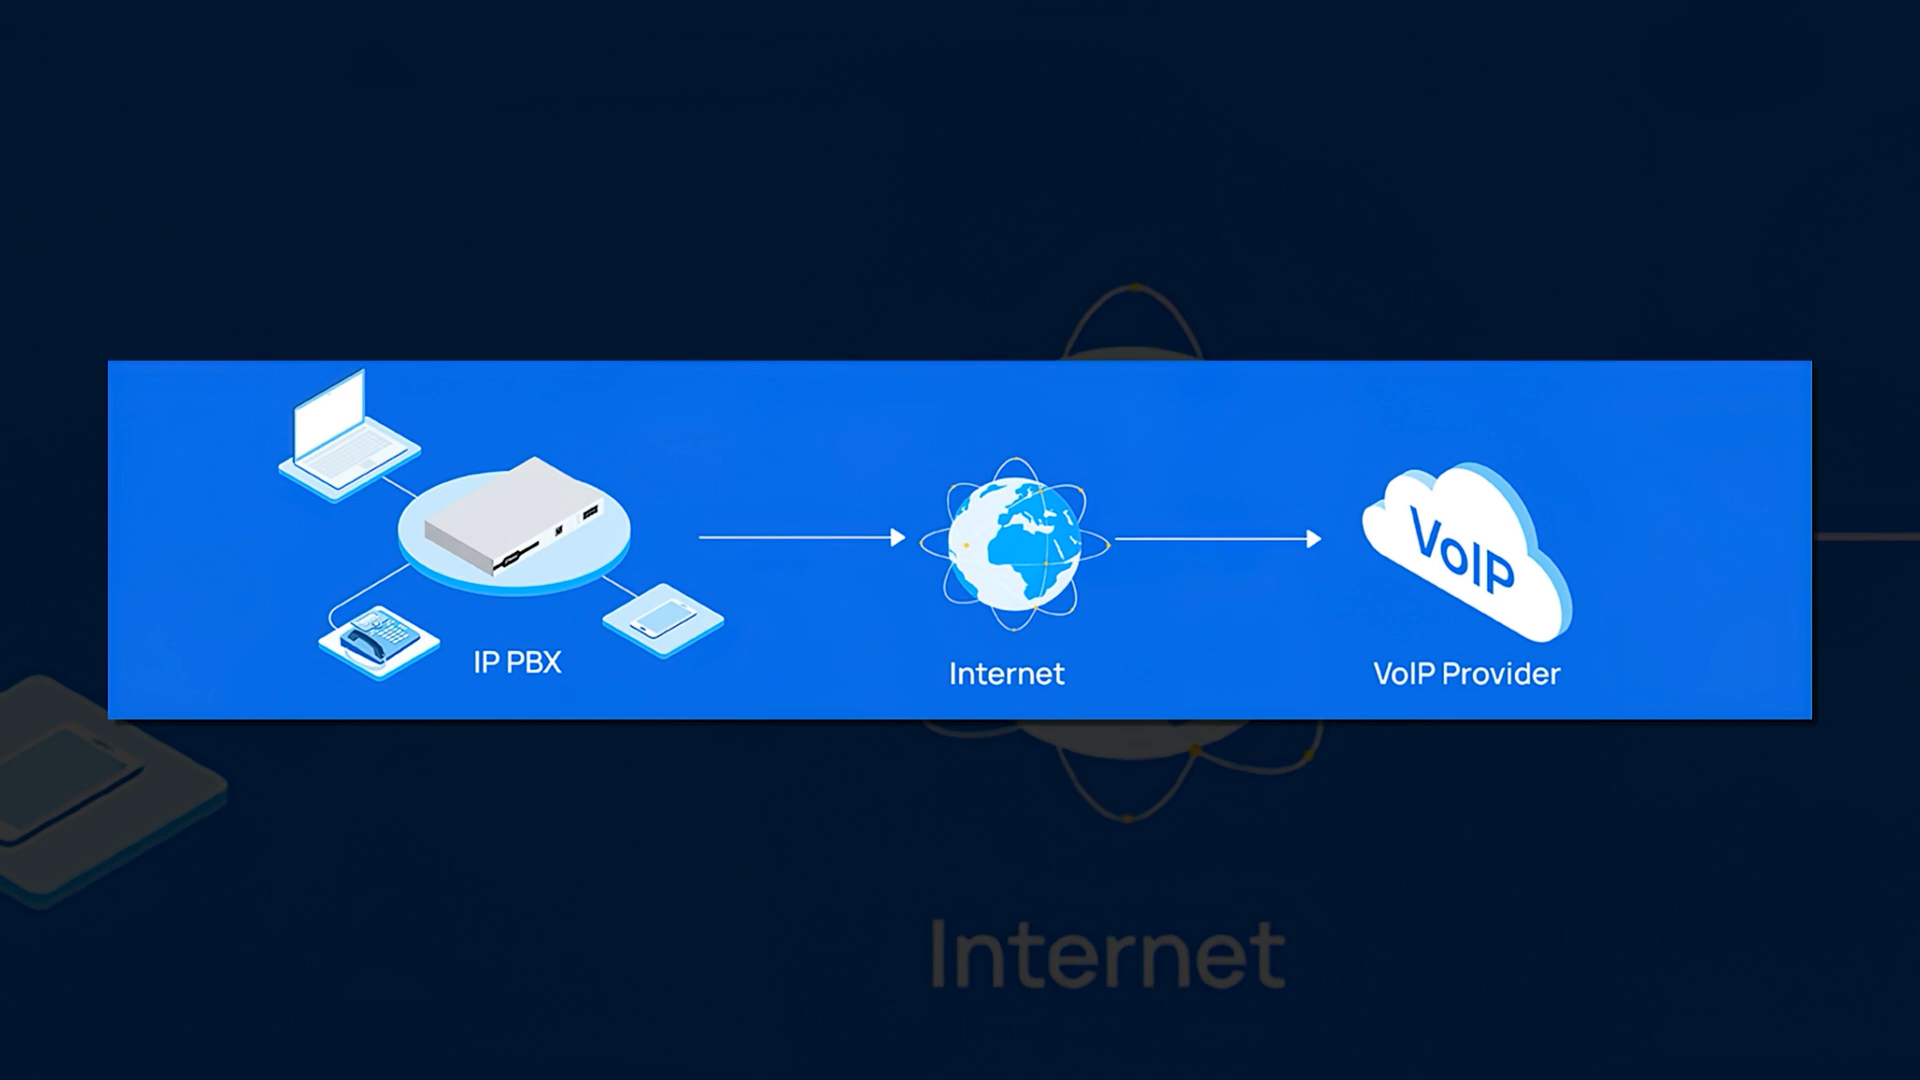 VoIP
IP PBX
Internet
VoIP Provider
Internet